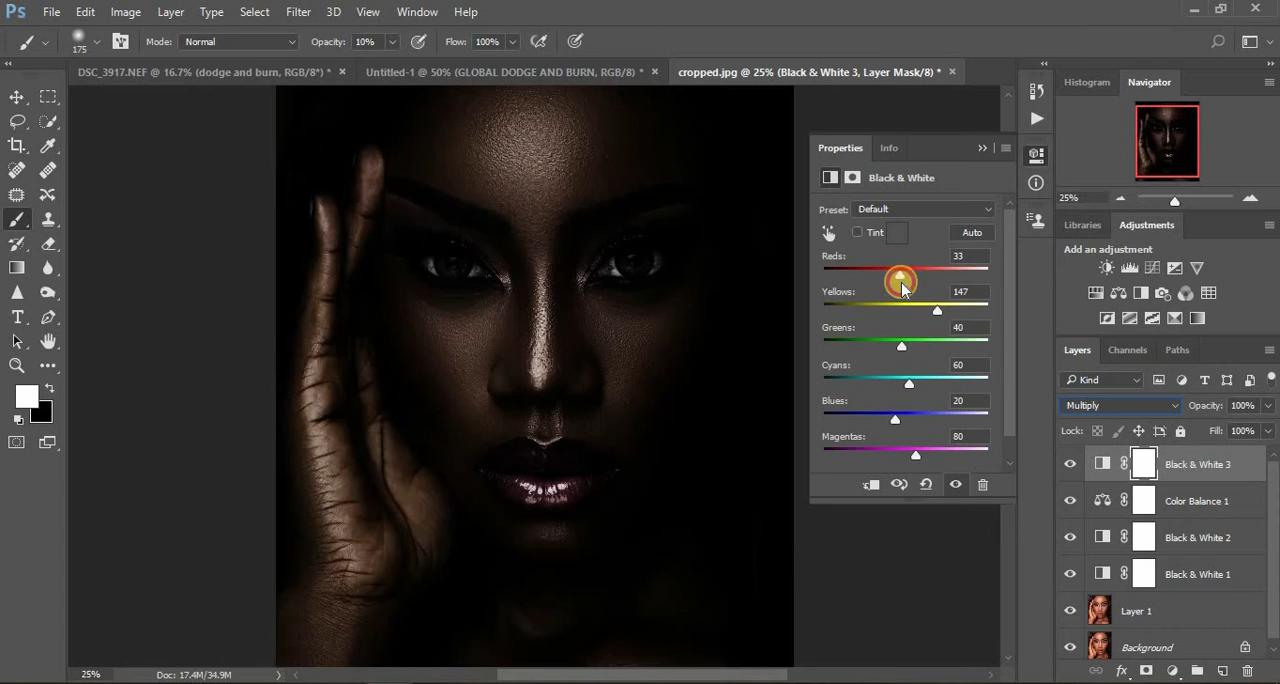 Ps File Edit Image Layer Type Select Filter 3D View Window Help
175 Mode: Normal Opacity: 10% Flow: 100%
DSC_3917.NEF @ 16.7% (dodge and burn, RGB/8*) * × Untitled-1 @ 50% (GLOBAL DODGE AND BURN, RGB/8) * × cropped.jpg @ 25% (Black & White 3, Layer Mask/8) * ×
Histogram Navigator
25%
Properties Info
Black & White
Preset: Default
Tint Auto
Reds: 33
Yellows: 147
Greens: 40
Cyans: 60
Blues: 20
Magentas: 80
Libraries Adjustments
Add an adjustment
Layers Channels Paths
Kind
Multiply Opacity: 100%
Lock: Fill: 100%
Black & White 3
Color Balance 1
Black & White 2
Black & White 1
Layer 1
Background
25% Doc: 17.4M/34.9M